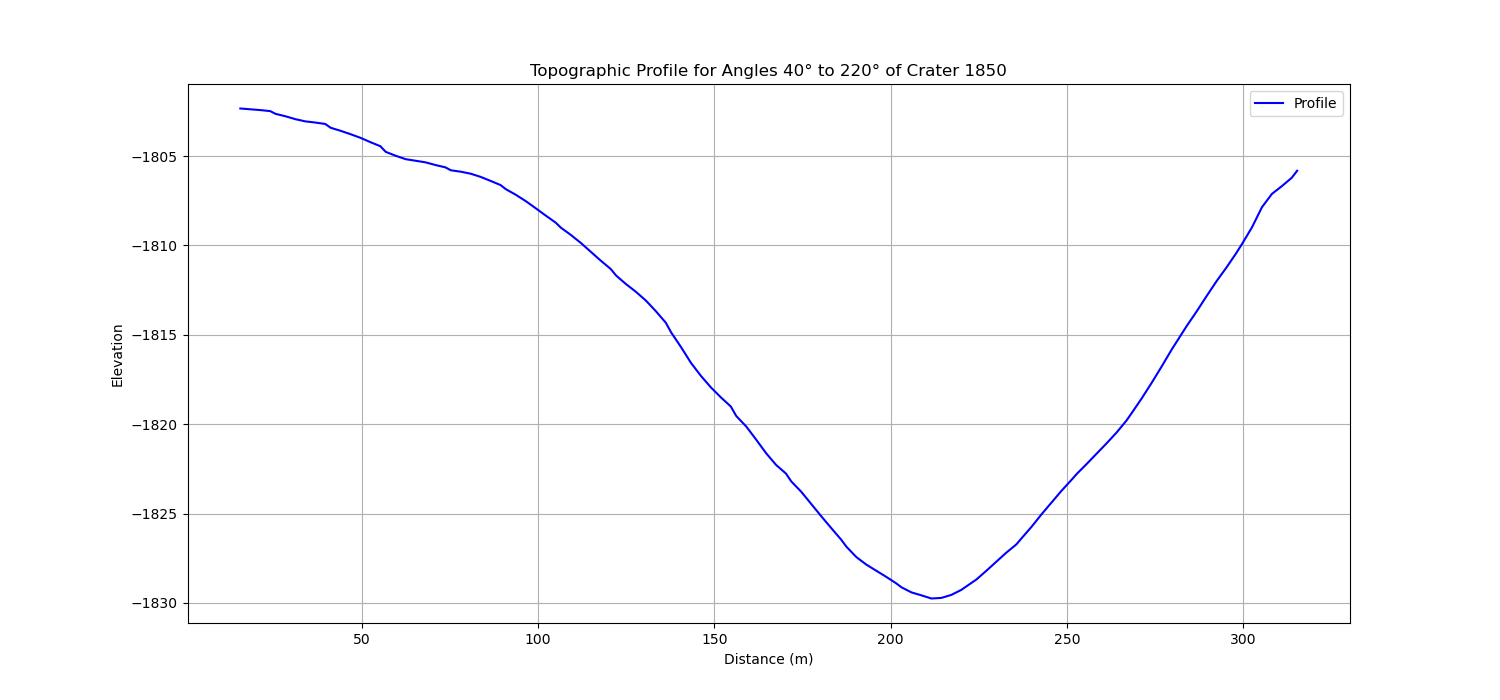 Topographic Profile for Angles 40° to 220° of Crater 1850
Profile
−1805
−1810
−1815
−1820
−1825
−1830
Elevation
50 100 150 200 250 300
Distance (m)